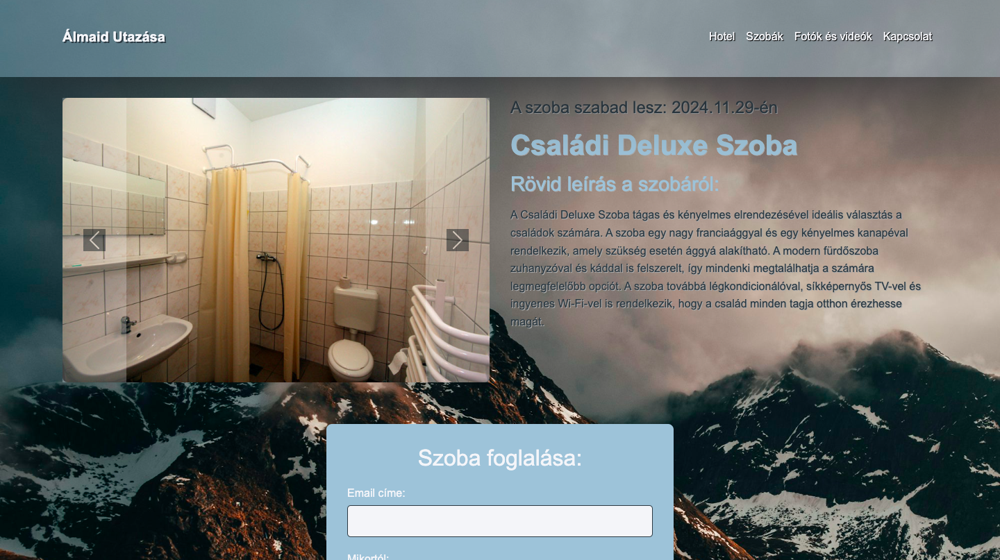 Álmaid Utazása
Hotel Szobák Fotók és videók Kapcsolat
A szoba szabad lesz: 2024.11.29-én
Családi Deluxe Szoba
Rövid leírás a szobáról:
A Családi Deluxe Szoba tágas és kényelmes elrendezésével ideális választás a
családok számára. A szoba egy nagy franciaággyal és egy kényelmes kanapéval
rendelkezik, amely szükség esetén ággyá alakítható. A modern fürdőszoba
zuhanyzóval és káddal is felszerelt, így mindenki megtalálhatja a számára
legmegfelelőbb opciót. A szoba továbbá légkondicionálóval, síkképernyős TV-vel és
ingyenes Wi-Fi-vel is rendelkezik, hogy a család minden tagja otthon érezhesse
magát.
Szoba foglalása:
Email címe:
Mikortól: